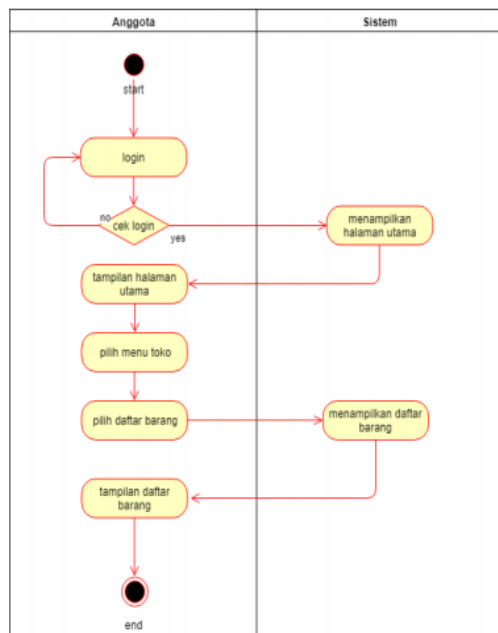 Anggota
Sistem
start
login
no
cek login
yes
menampilkan
halaman utama
tampilan halaman
utama
pilih menu toko
pilih daftar barang
menampilkan daftar
barang
tampilan daftar
barang
end